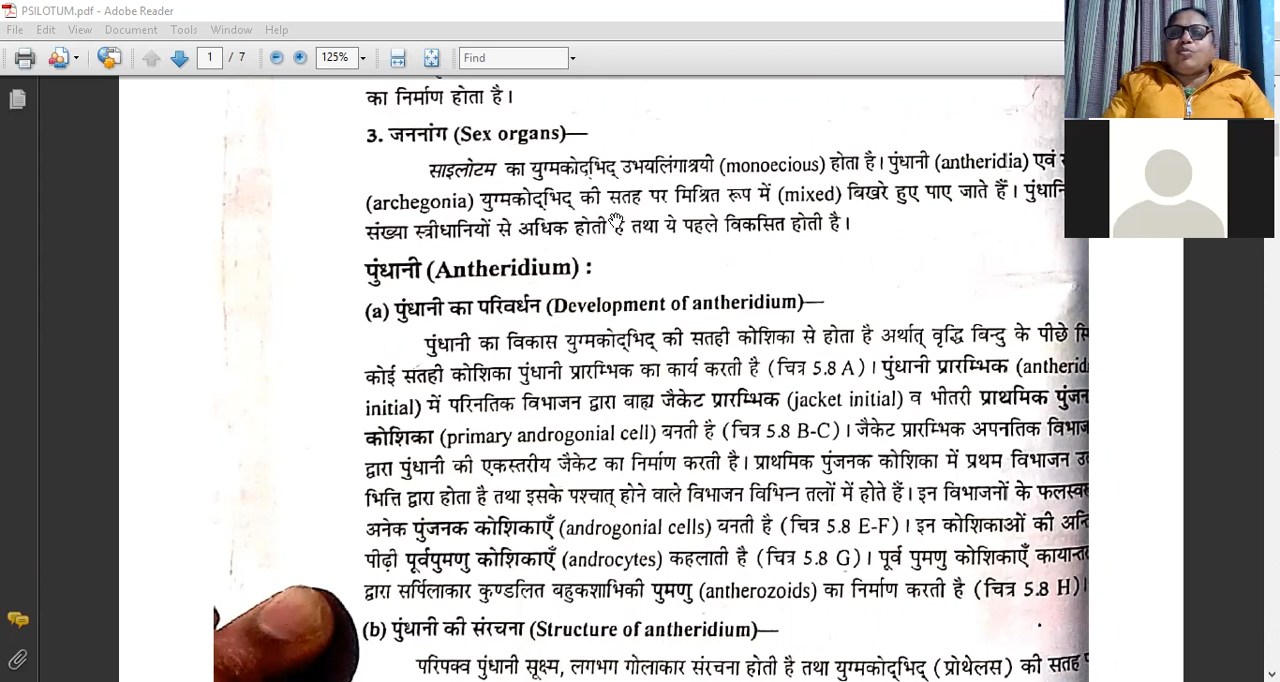 PSILOTUM.pdf - Adobe Reader
File Edit View Document Tools Window Help
1 / 7 125% Find
का निर्माण होता है।
3. जननांग (Sex organs)—
साइलोटम का युग्मकोद्भिद् उभयलिंगाश्रयी (monoecious) होता है। पुंधानी (antheridia) एवं
(archegonia) युग्मकोद्भिद् की सतह पर मिश्रित रूप में (mixed) बिखरे हुए पाए जाते हैं। पुंधानि
संख्या स्त्रीधानियों से अधिक होती है तथा ये पहले विकसित होती है।
पुंधानी (Antheridium) :
(a) पुंधानी का परिवर्धन (Development of antheridium)—
पुंधानी का विकास युग्मकोद्भिद् की सतही कोशिका से होता है अर्थात् वृद्धि बिन्दु के पीछे
कोई सतही कोशिका पुंधानी प्रारम्भिक का कार्य करती है (चित्र 5.8 A)। पुंधानी प्रारम्भिक (antherid
initial) में परिनतिक विभाजन द्वारा वाह्य जैकेट प्रारम्भिक (jacket initial) व भीतरी प्राथमिक पुंजन
कोशिका (primary androgonial cell) बनती है (चित्र 5.8 B-C)। जैकेट प्रारम्भिक अपनतिक विभाज
द्वारा पुंधानी की एकस्तरीय जैकेट का निर्माण करती है। प्राथमिक पुंजनक कोशिका में प्रथम विभाजन
भित्ति द्वारा होता है तथा इसके पश्चात् होने वाले विभाजन विभिन्न तलों में होते हैं। इन विभाजनों के फलस्व
अनेक पुंजनक कोशिकाएँ (androgonial cells) बनती है (चित्र 5.8 E-F)। इन कोशिकाओं की
पीढ़ी पूर्वपुमणु कोशिकाएँ (androcytes) कहलाती है (चित्र 5.8 G)। पूर्व पुमणु कोशिकाएँ कायान्त
द्वारा सर्पिलाकार कुण्डलित बहुकशाभिकी पुमणु (antherozoids) का निर्माण करती है (चित्र 5.8 H)।
(b) पुंधानी की संरचना (Structure of antheridium)—
परिपक्व पुंधानी सूक्ष्म, लगभग गोलाकार संरचना होती है तथा युग्मकोद्भिद् (प्रोथेलस) की सतह